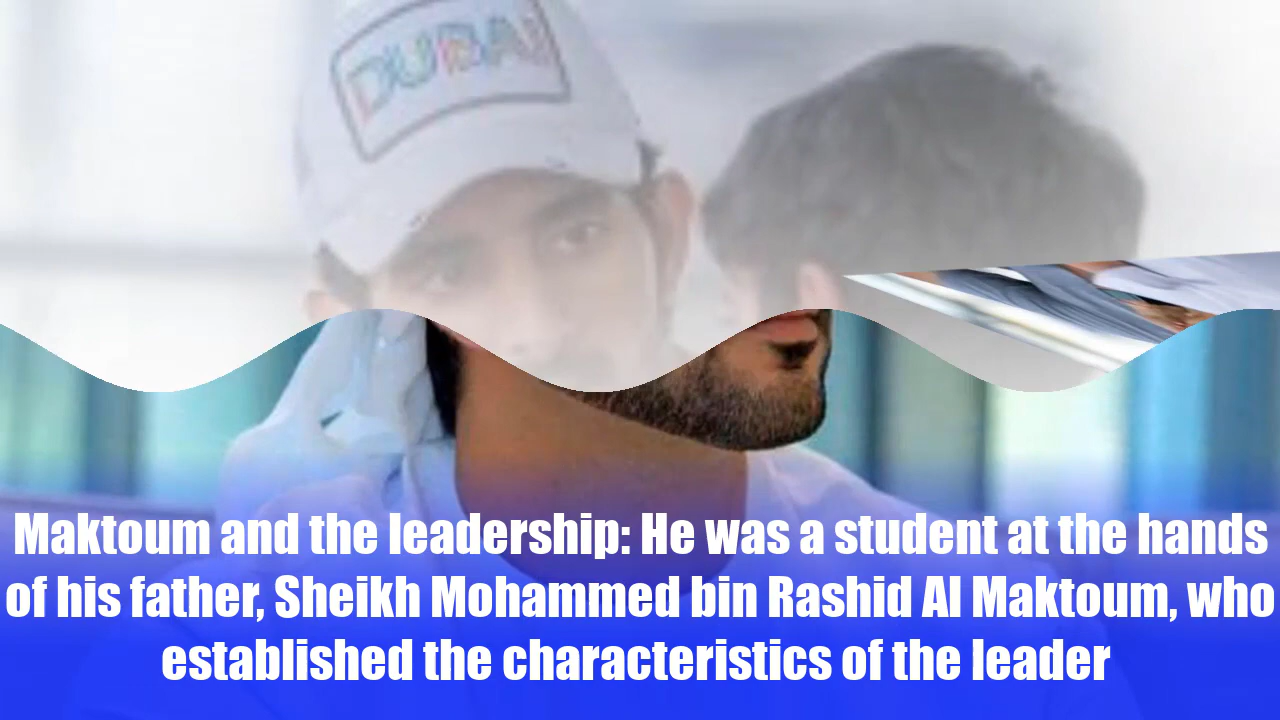 DUBAI
Maktoum and the leadership: He was a student at the hands
of his father, Sheikh Mohammed bin Rashid Al Maktoum, who
established the characteristics of the leader